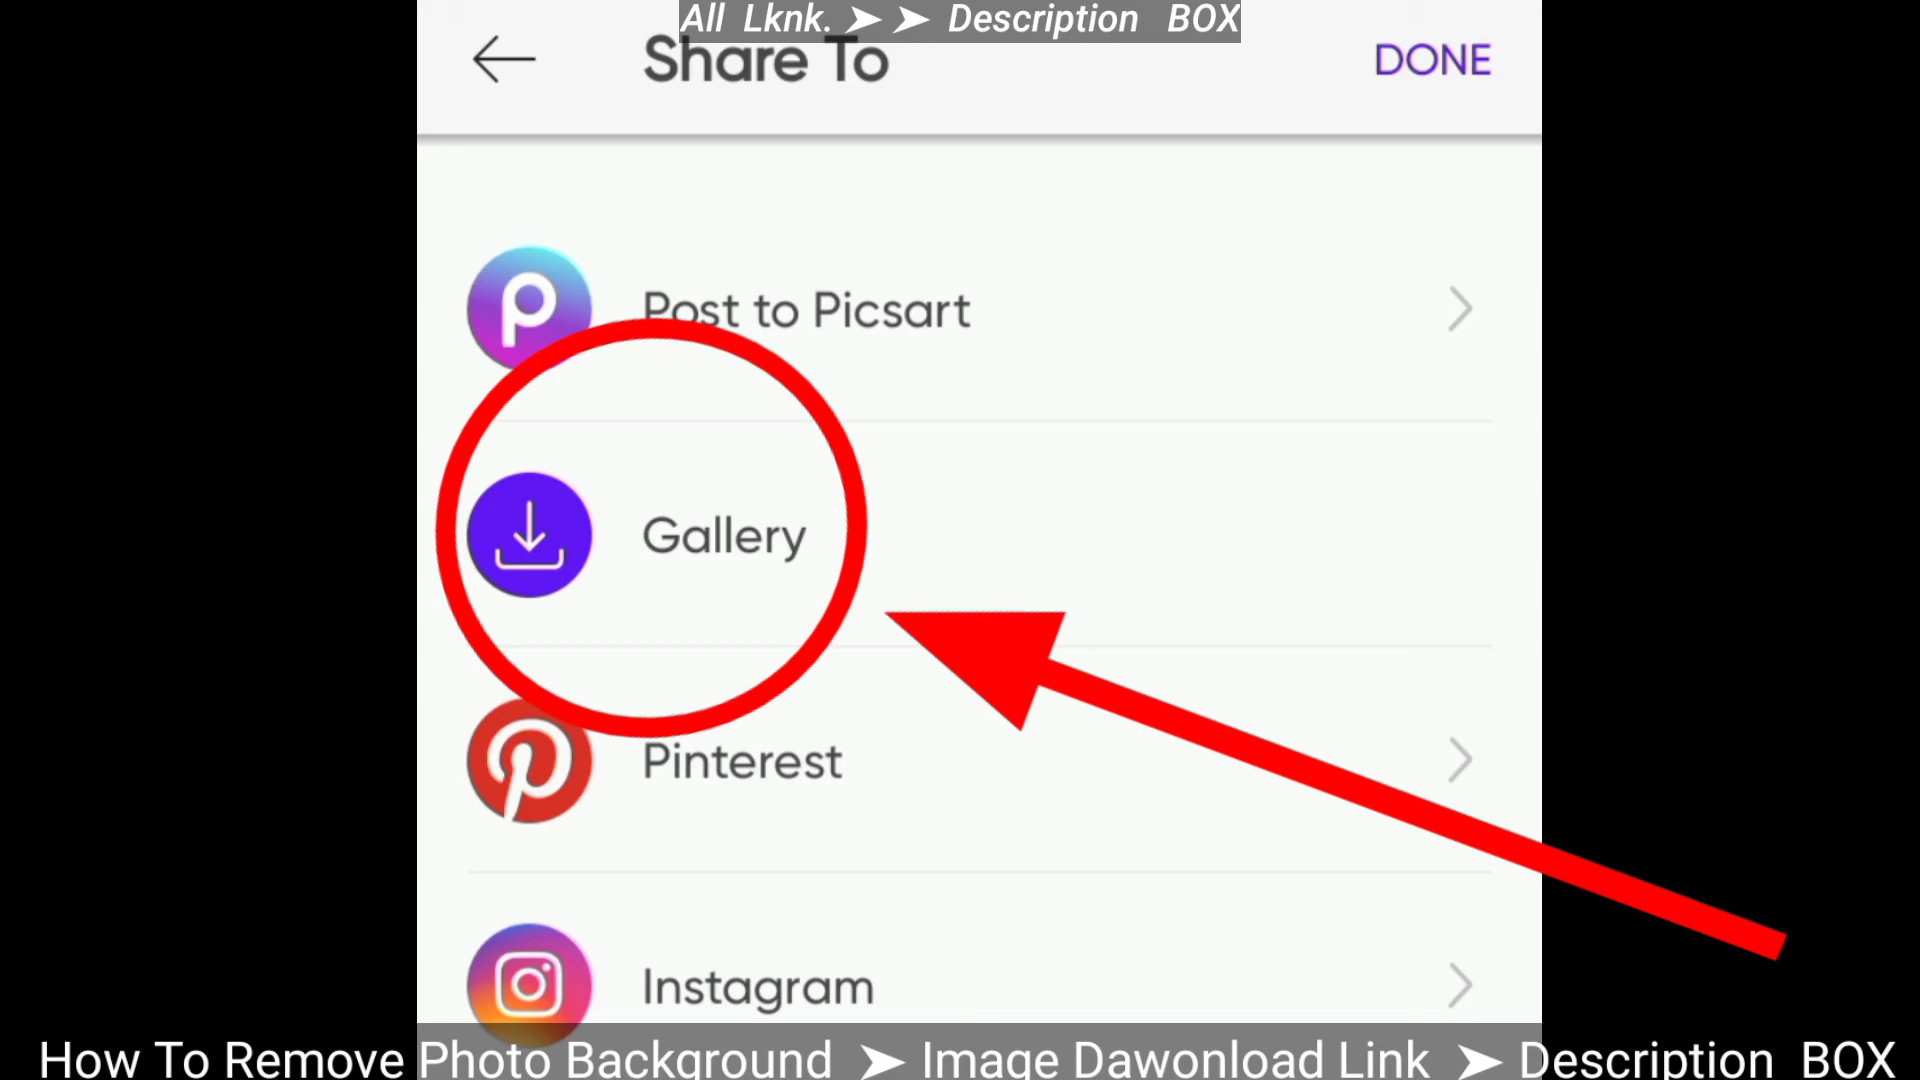 All Lknk. ➤➤ Description BOX
Share To
DONE
Post to Picsart
Gallery
Pinterest
Instagram
How To Remove Photo Background ➤ Image Dawonload Link ➤ Description BOX